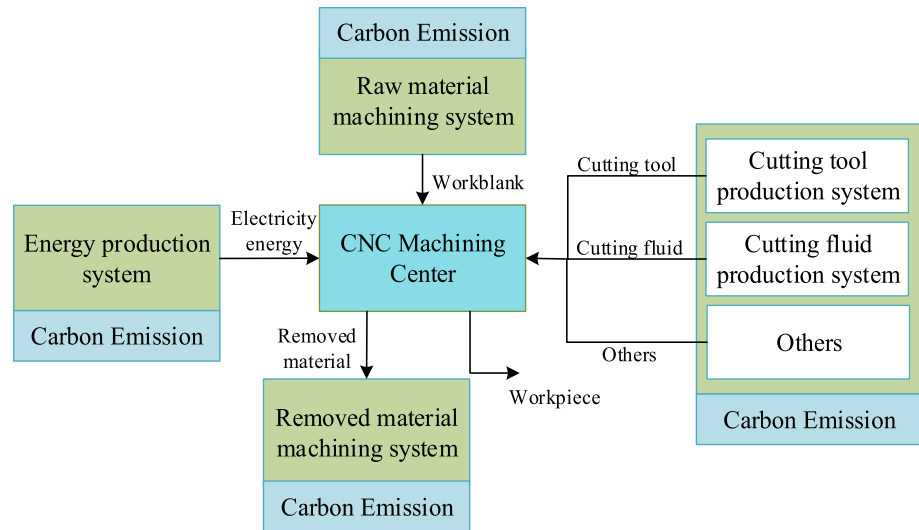 Carbon Emission
Raw material
machining system
Workblank
Cutting tool
Cutting tool
production system
Energy production
system
Carbon Emission
Electricity
energy
CNC Machining
Center
Cutting fluid
Cutting fluid
production system
Others
Others
Carbon Emission
Removed
material
Workpiece
Removed material
machining system
Carbon Emission